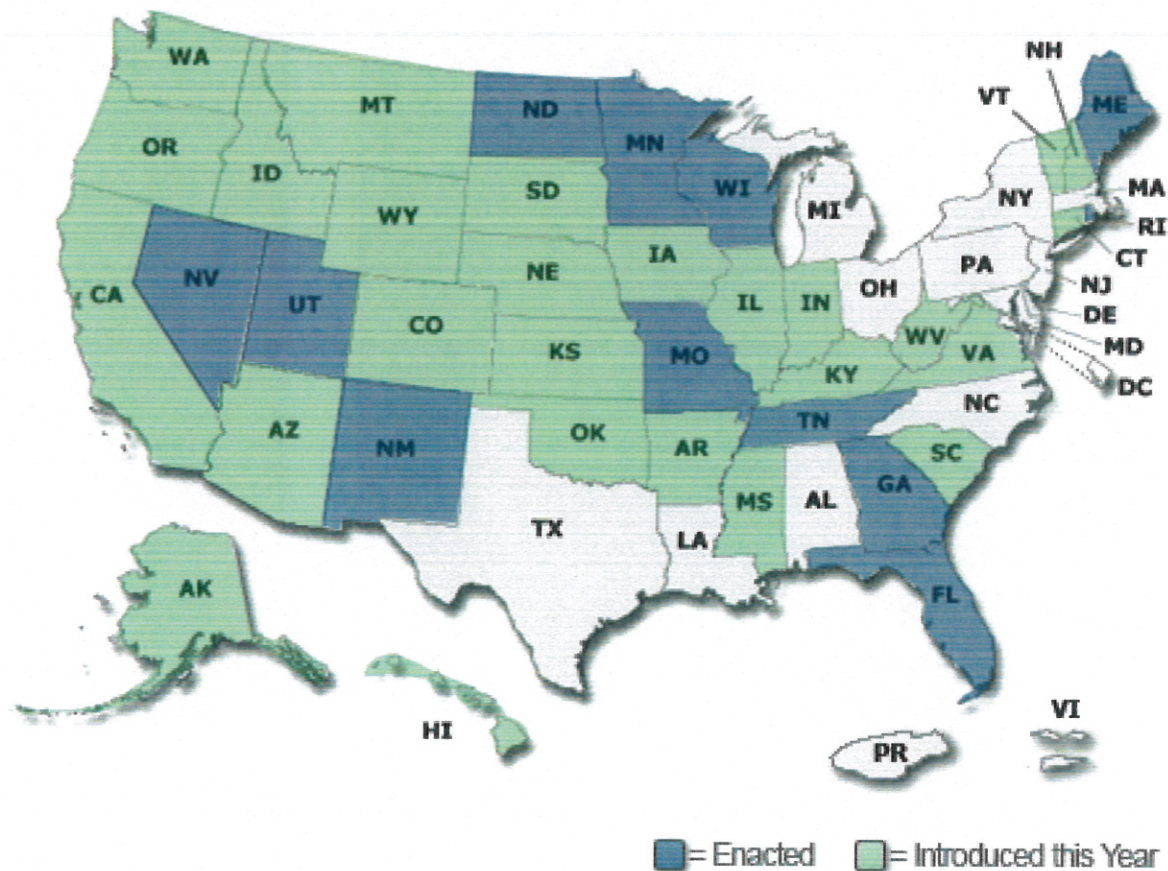 WA
MT
ND
MN
NH
VT
ME
OR
ID
SD
WI
MI
NY
MA
RI
WY
CT
NV
UT
CO
NE
IA
IL
IN
OH
PA
NJ
DE
MD
DC
CA
KS
MO
WV
VA
KY
NC
AZ
NM
OK
AR
TN
SC
TX
LA
MS
AL
GA
FL
AK
HI
PR
VI
= Enacted
= Introduced this Year